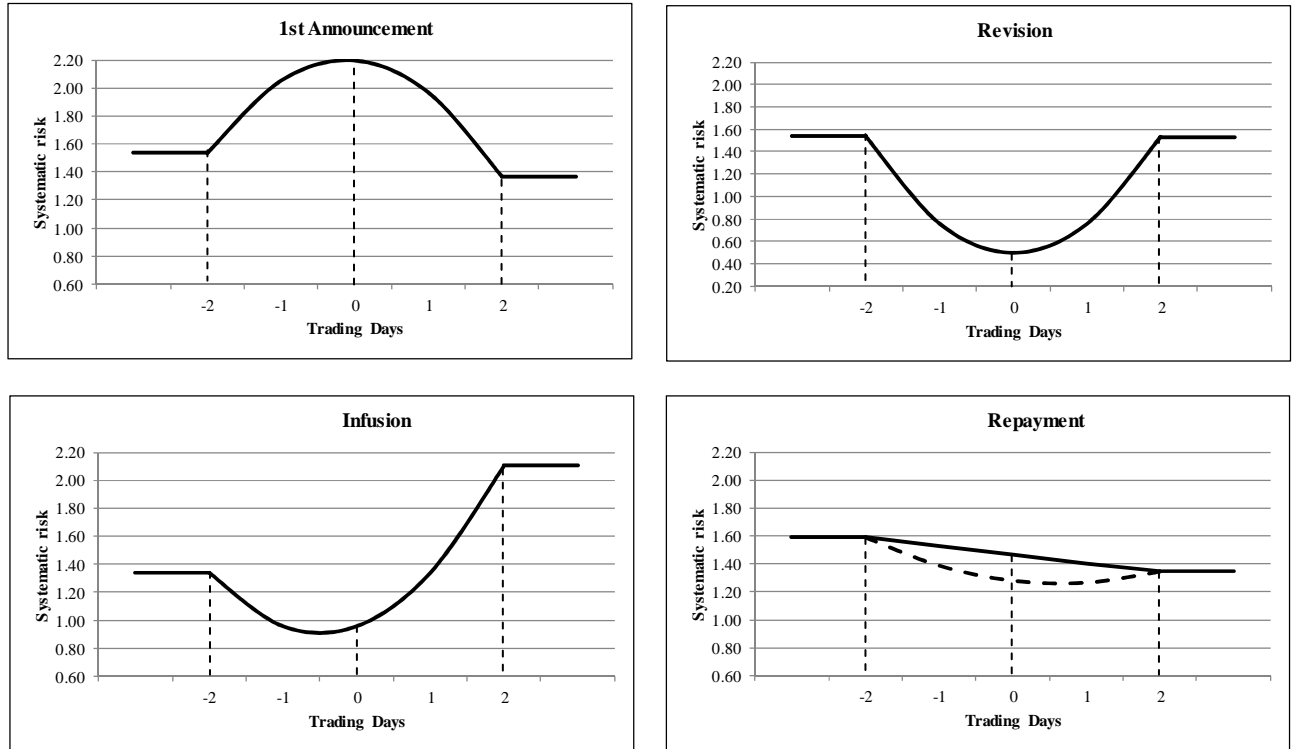 1st Announcement
Systematic risk
2.20
2.00
1.80
1.60
1.40
1.20
1.00
0.80
0.60
-2 -1 0 1 2
Trading Days
Revision
Systematic risk
2.20
2.00
1.80
1.60
1.40
1.20
1.00
0.80
0.60
0.40
0.20
-2 -1 0 1 2
Trading Days
Infusion
Systematic risk
2.20
2.00
1.80
1.60
1.40
1.20
1.00
0.80
0.60
-2 -1 0 1 2
Trading Days
Repayment
Systematic risk
2.20
2.00
1.80
1.60
1.40
1.20
1.00
0.80
0.60
-2 -1 0 1 2
Trading Days